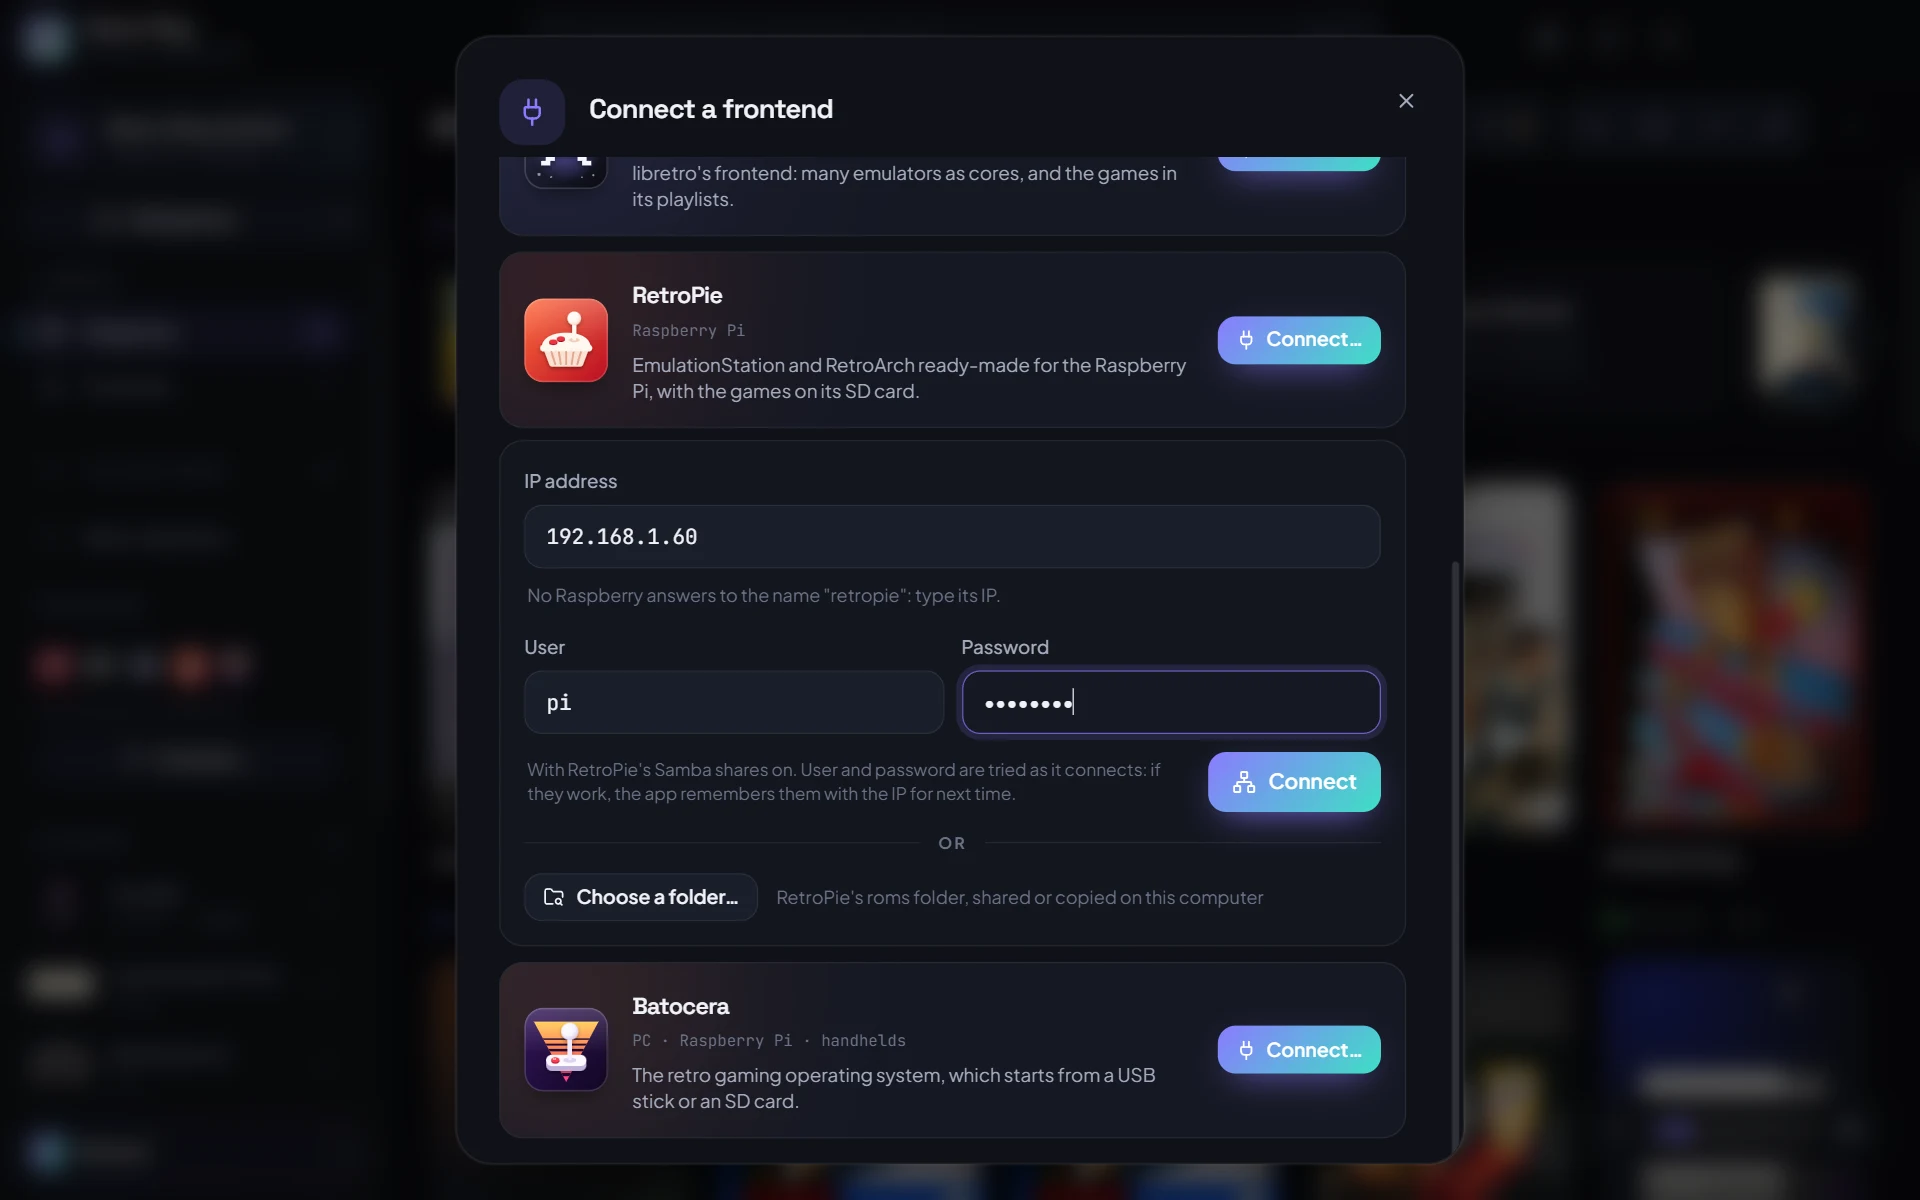 Connect a frontend
libretro's frontend: many emulators as cores, and the games in
its playlists.
RetroPie
Raspberry Pi
EmulationStation and RetroArch ready-made for the Raspberry
Pi, with the games on its SD card.
Connect…
IP address
192.168.1.60
No Raspberry answers to the name "retropie": type its IP.
User
Password
pi
••••••••
With RetroPie's Samba shares on. User and password are tried as it connects: if
they work, the app remembers them with the IP for next time.
Connect
OR
Choose a folder…
RetroPie's roms folder, shared or copied on this computer
Batocera
PC · Raspberry Pi · handhelds
The retro gaming operating system, which starts from a USB
stick or an SD card.
Connect…